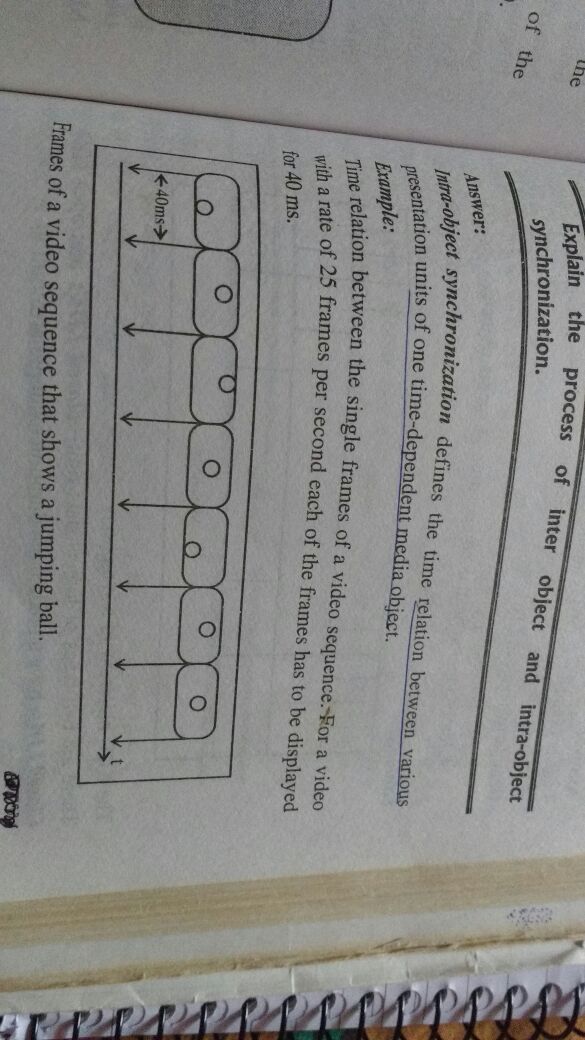 the
of the
Explain the process of inter object and intra-object
synchronization.
Answer:
Intra-object synchronization defines the time relation between various
presentation units of one time-dependent media object.
Example:
Time relation between the single frames of a video sequence. For a video
with a rate of 25 frames per second each of the frames has to be displayed
for 40 ms.
40ms
t
Frames of a video sequence that shows a jumping ball.